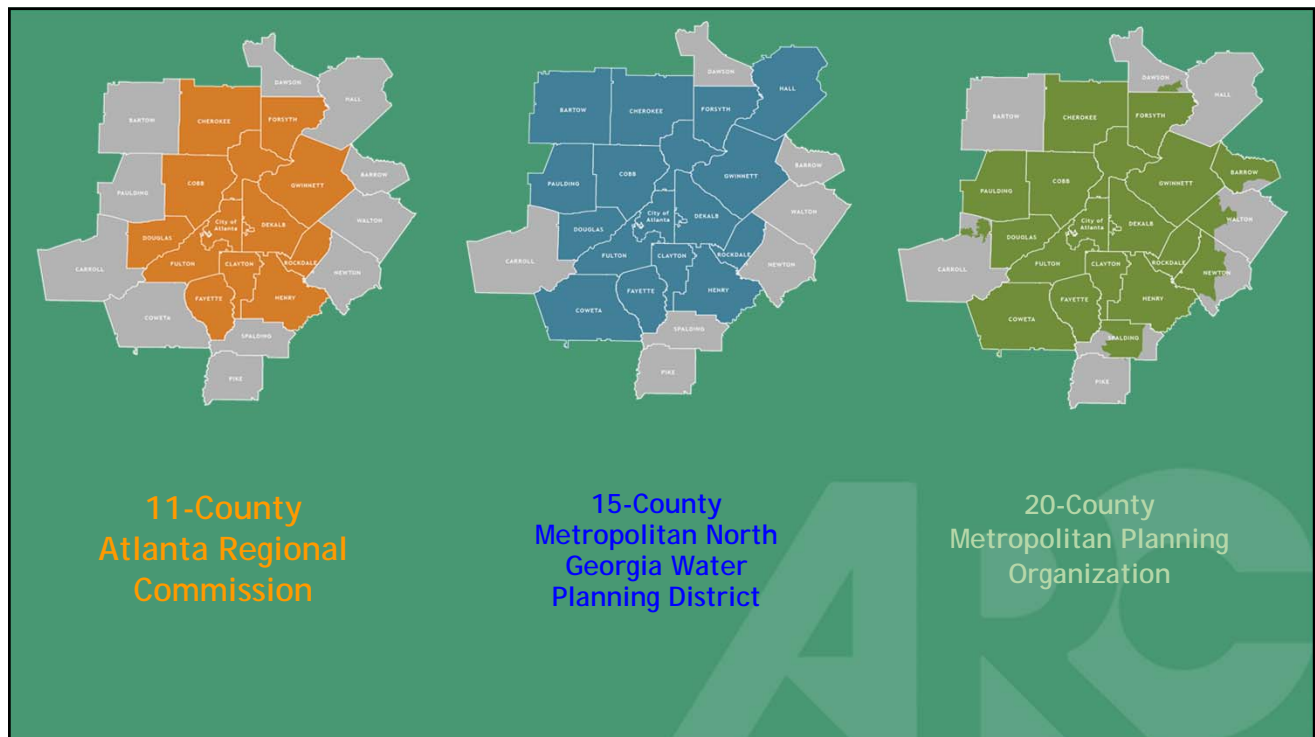 DAWSON
HALL
BARTOW
CHEROKEE
FORSYTH
BARROW
PAULDING
COBB
GWINNETT
WALTON
City of
Atlanta
DEKALB
DOUGLAS
CARROLL
FULTON
CLAYTON
ROCKDALE
NEWTON
FAYETTE
HENRY
COWETA
SPALDING
PIKE
DAWSON
HALL
BARTOW
CHEROKEE
FORSYTH
BARROW
PAULDING
COBB
GWINNETT
WALTON
City of
Atlanta
DEKALB
DOUGLAS
CARROLL
FULTON
CLAYTON
ROCKDALE
NEWTON
FAYETTE
HENRY
COWETA
SPALDING
PIKE
DAWSON
HALL
BARTOW
CHEROKEE
FORSYTH
BARROW
PAULDING
COBB
GWINNETT
WALTON
City of
Atlanta
DEKALB
DOUGLAS
CARROLL
FULTON
CLAYTON
ROCKDALE
NEWTON
FAYETTE
HENRY
COWETA
SPALDING
PIKE
11-County
Atlanta Regional
Commission
15-County
Metropolitan North
Georgia Water
Planning District
20-County
Metropolitan Planning
Organization
ARC